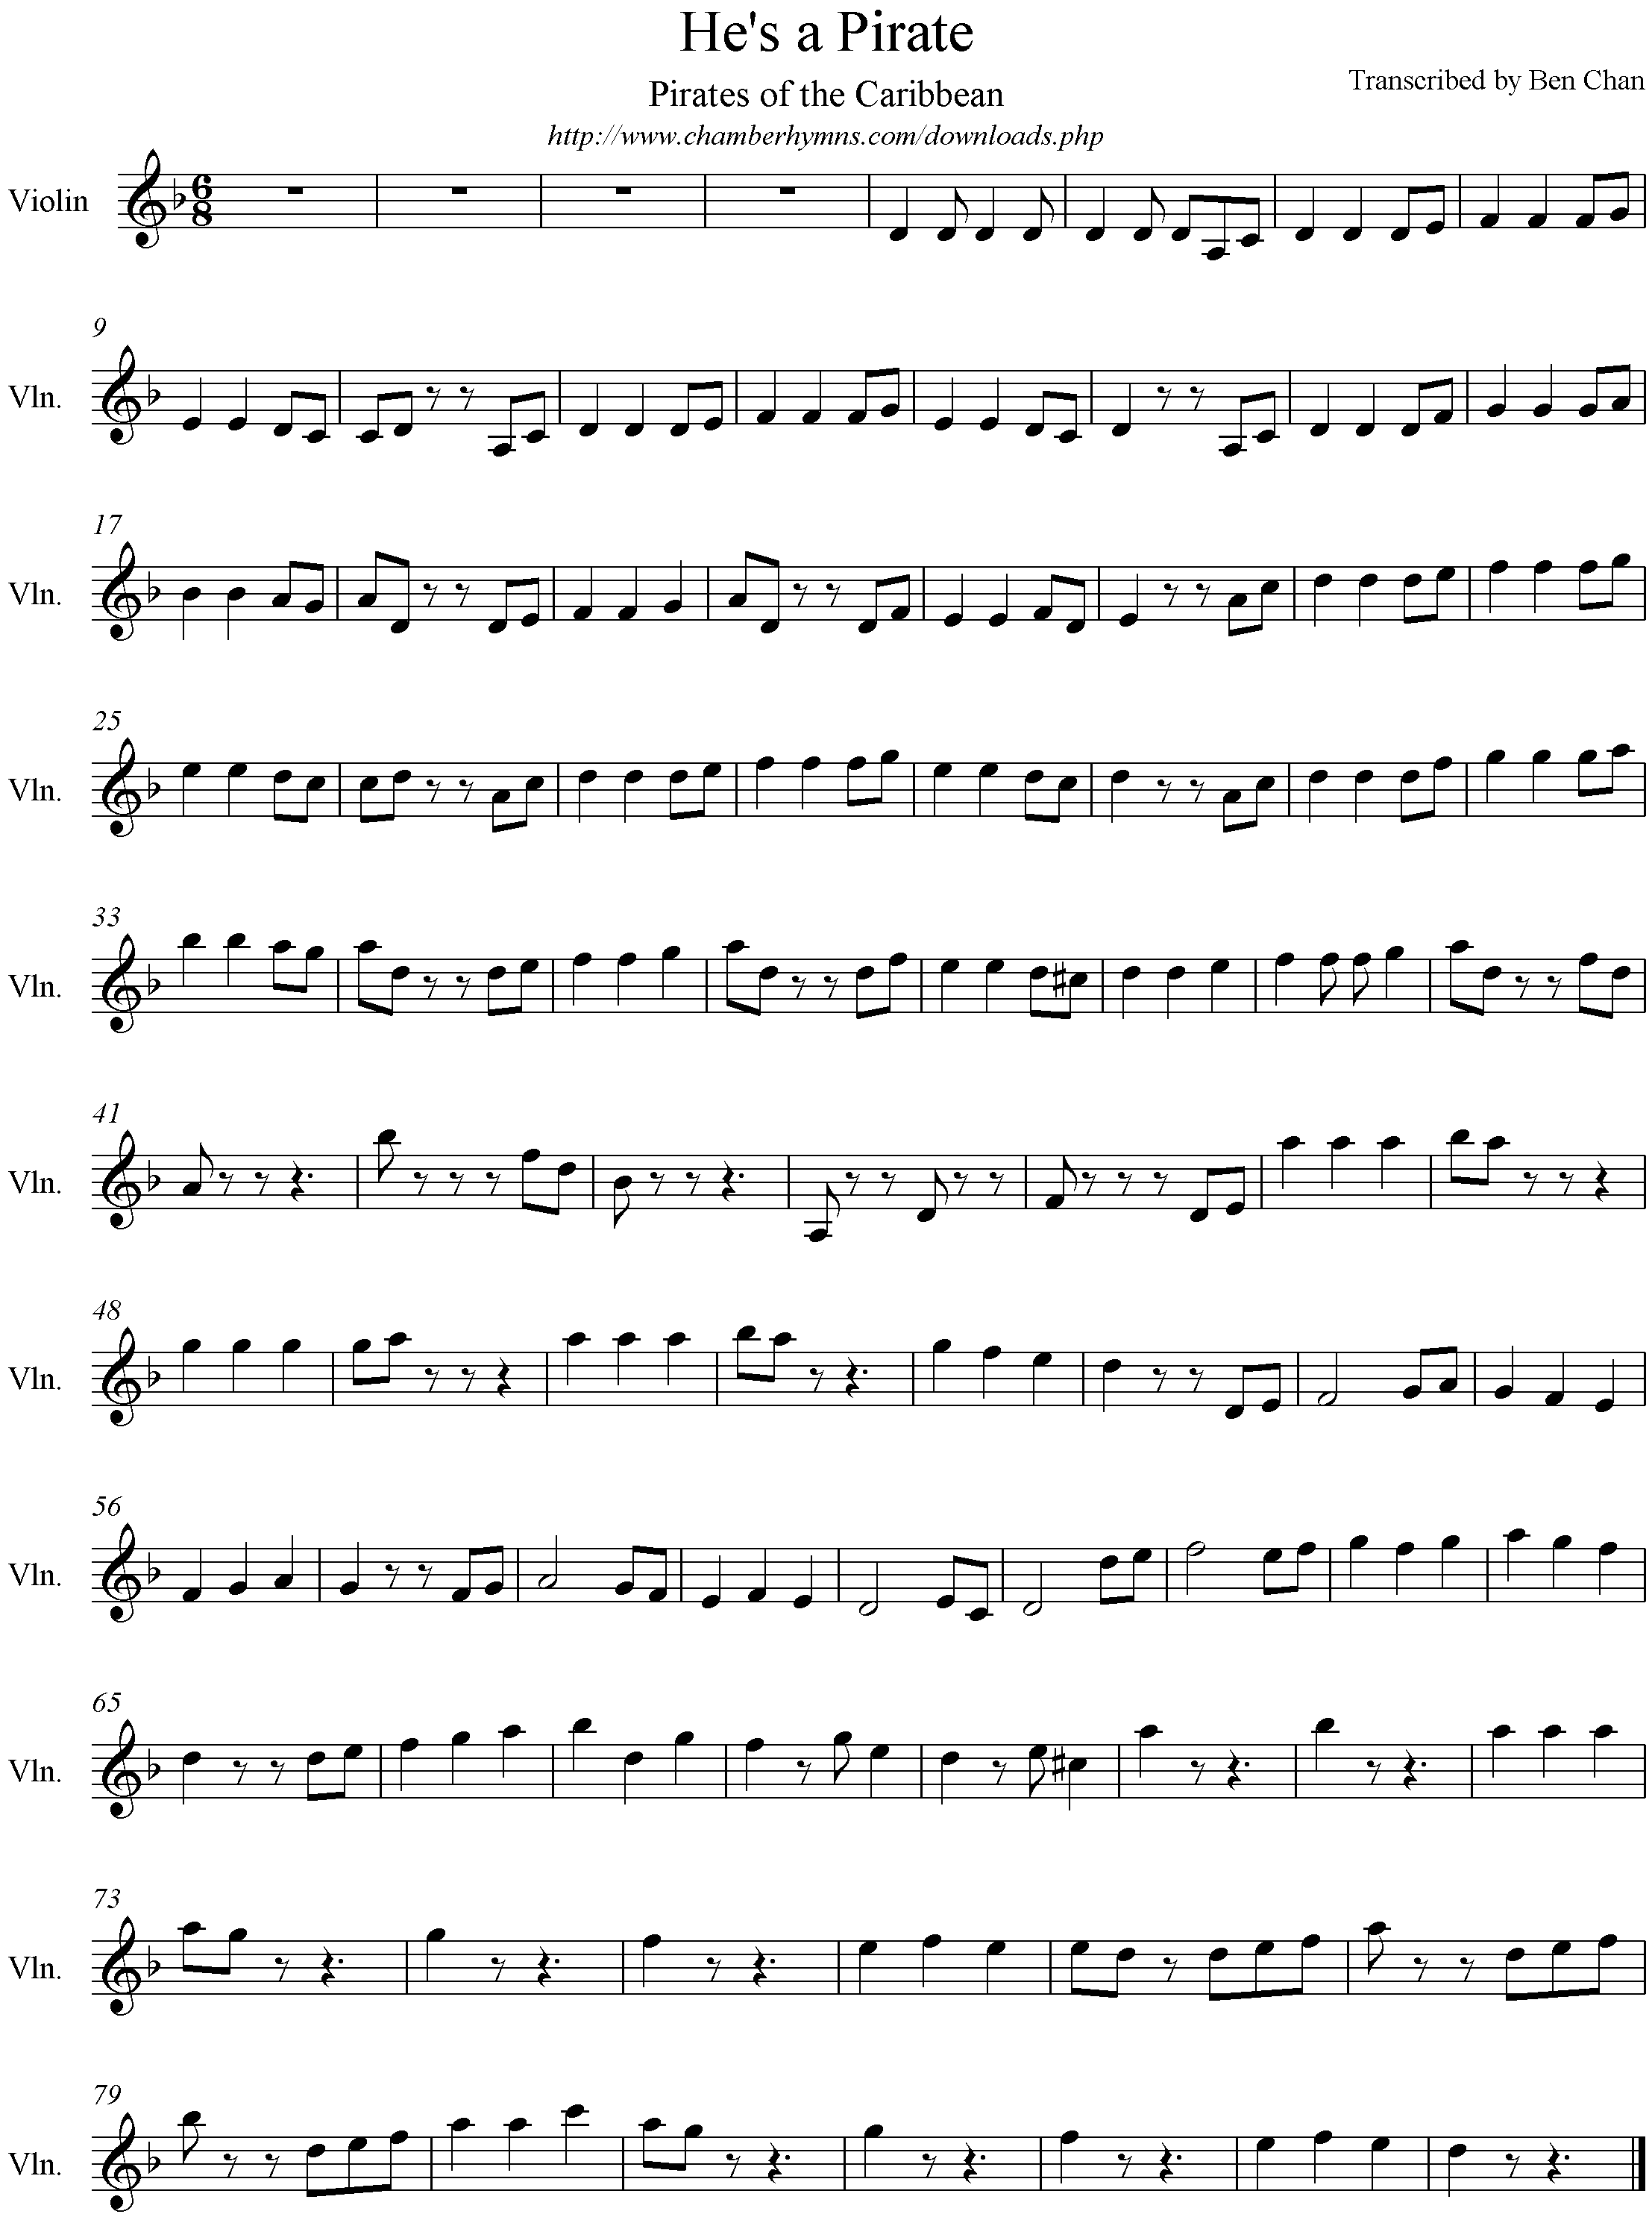 He's a Pirate
Pirates of the Caribbean
Transcribed by Ben Chan
http://www.chamberhymns.com/downloads.php
Violin
6
8
9
Vln.
17
Vln.
25
Vln.
33
Vln.
41
Vln.
48
Vln.
56
Vln.
65
Vln.
73
Vln.
79
Vln.